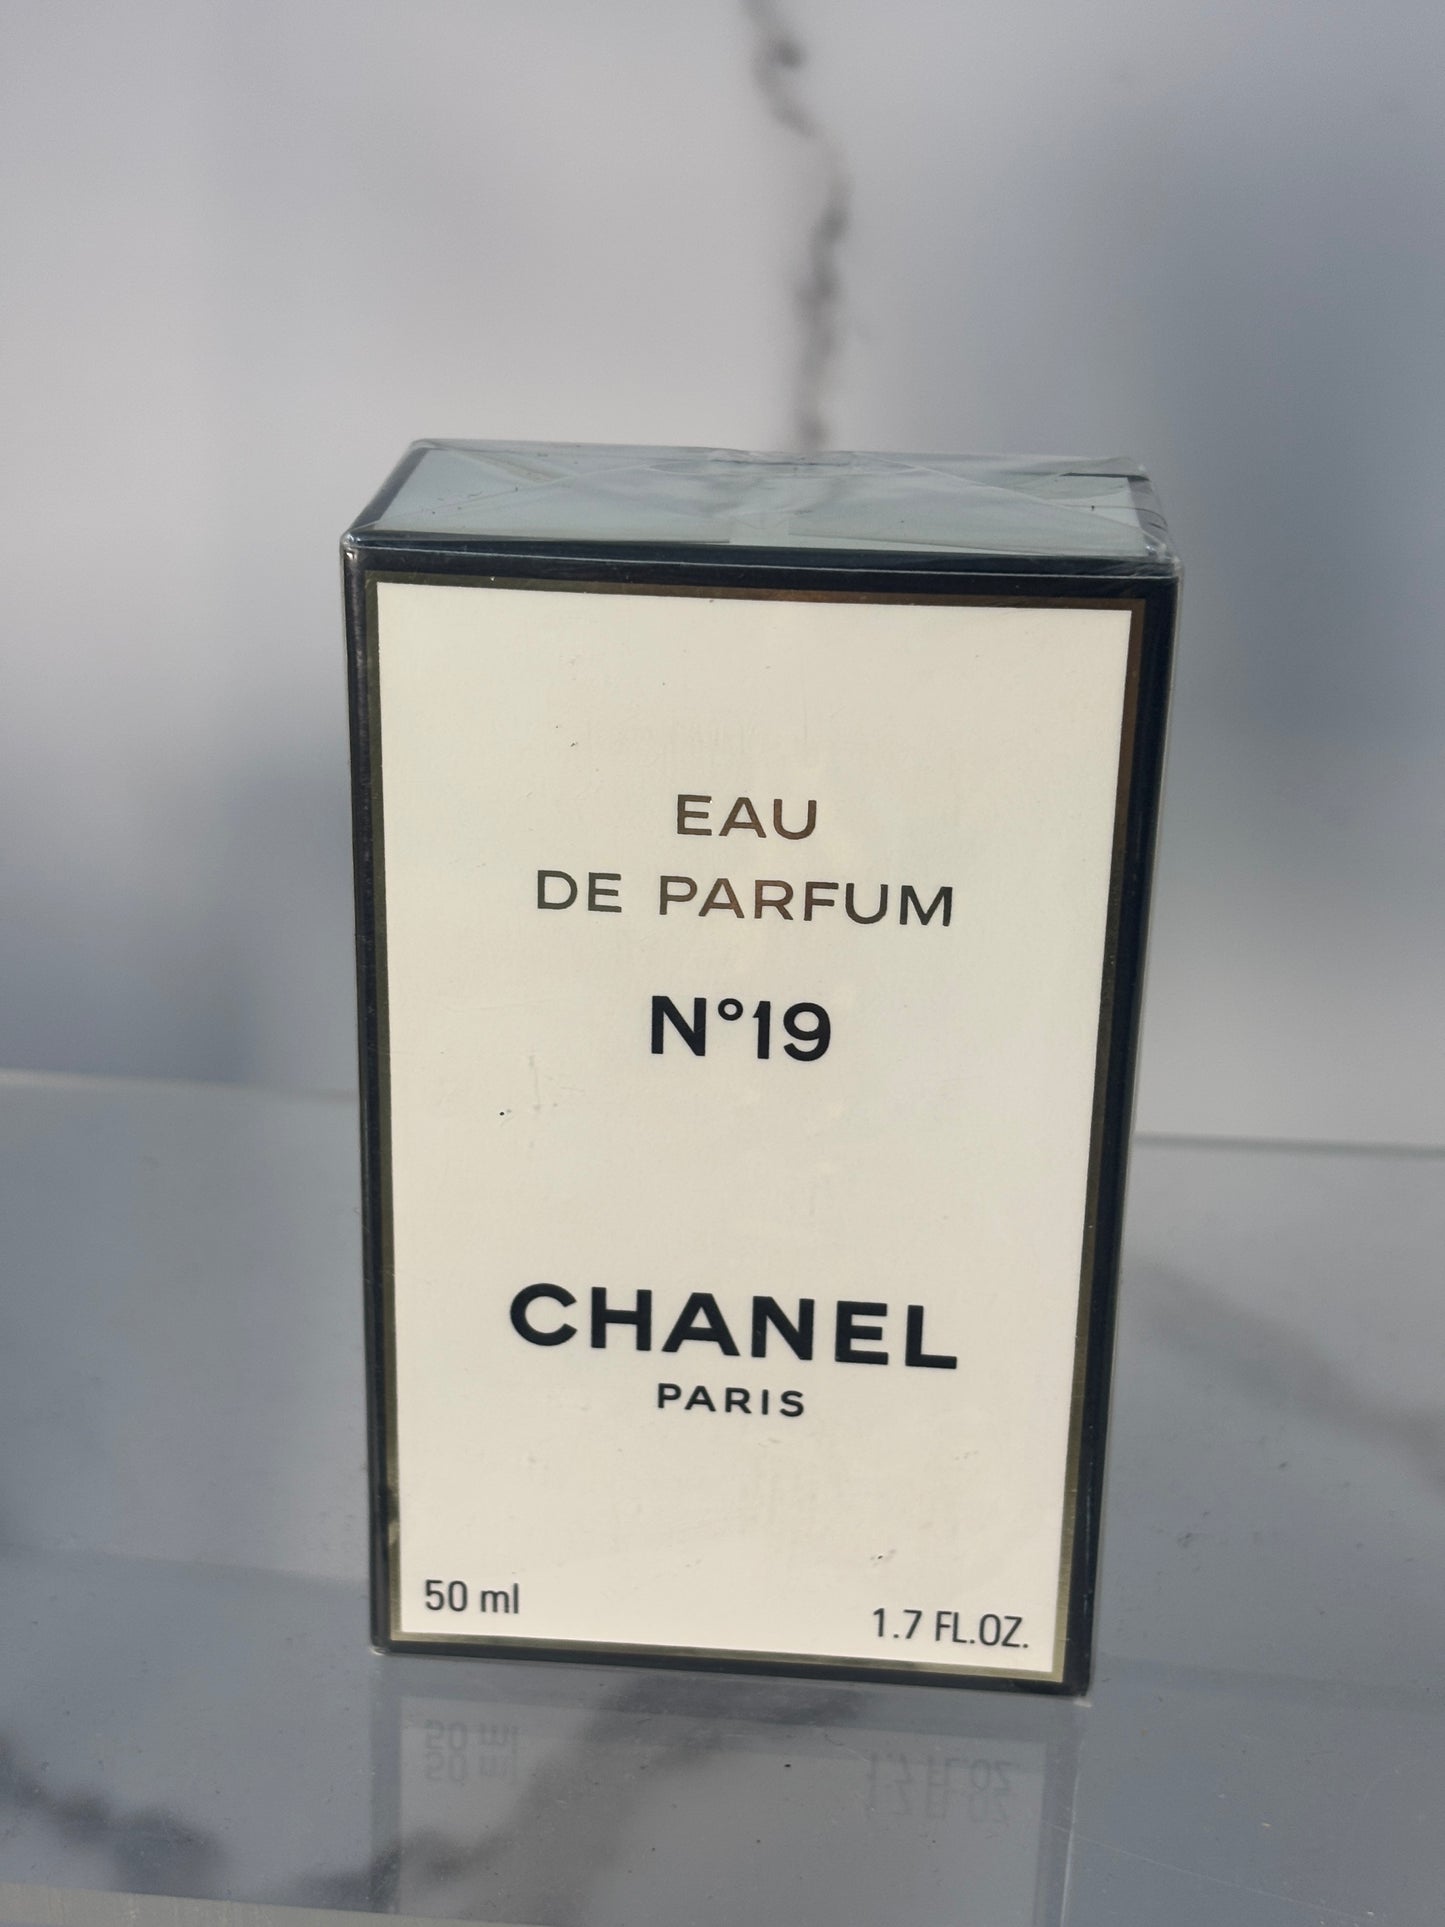 EAU
DE PARFUM
N°19
CHANEL
PARIS
50 ml
1.7 FL.OZ.